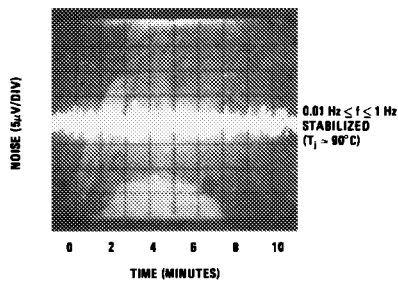 NOISE (5μV/DIV)
0.01 Hz ≤ f ≤ 1 Hz
STABILIZED
(Tj > 90°C)
0 2 4 6 8 10
TIME (MINUTES)